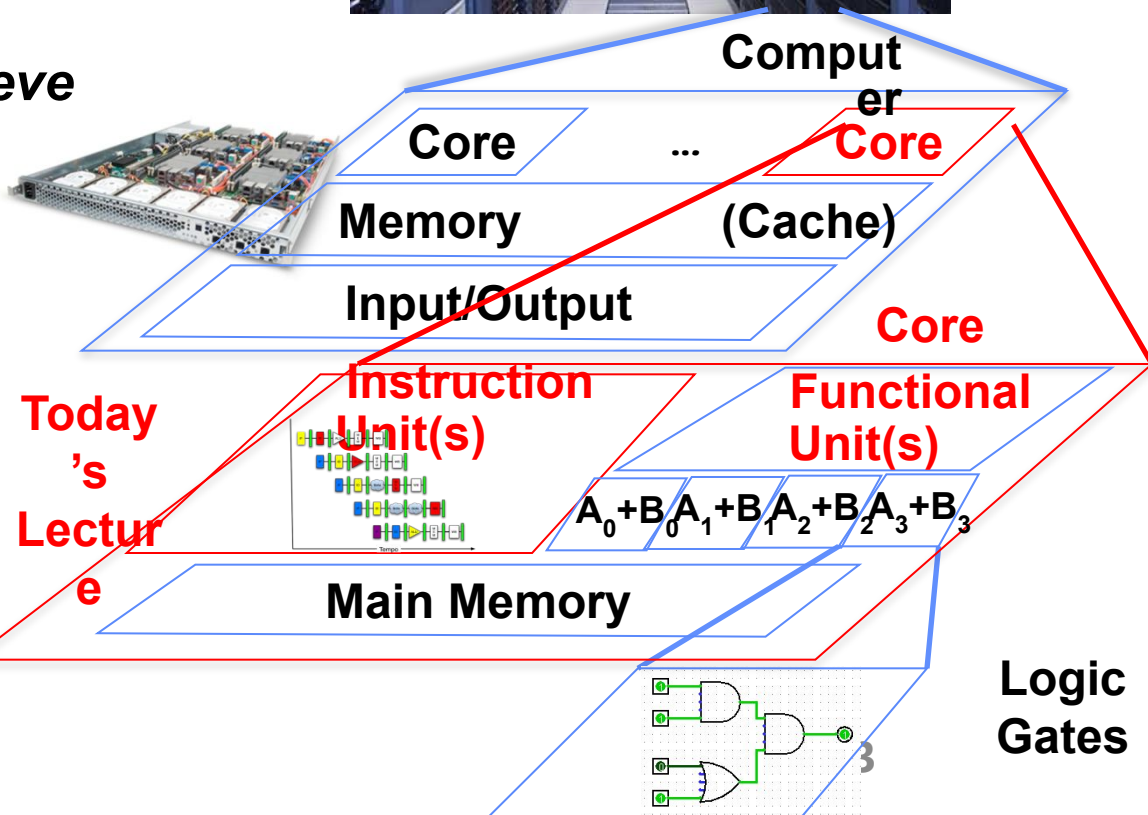 eve
Comput
er
Core
...
Core
Memory
(Cache)
Input/Output
Core
Instruction
Unit(s)
Functional
Unit(s)
Today
's
Lectur
e
A0+B0
A1+B1
A2+B2
A3+B3
Tempo
Main Memory
Logic
Gates